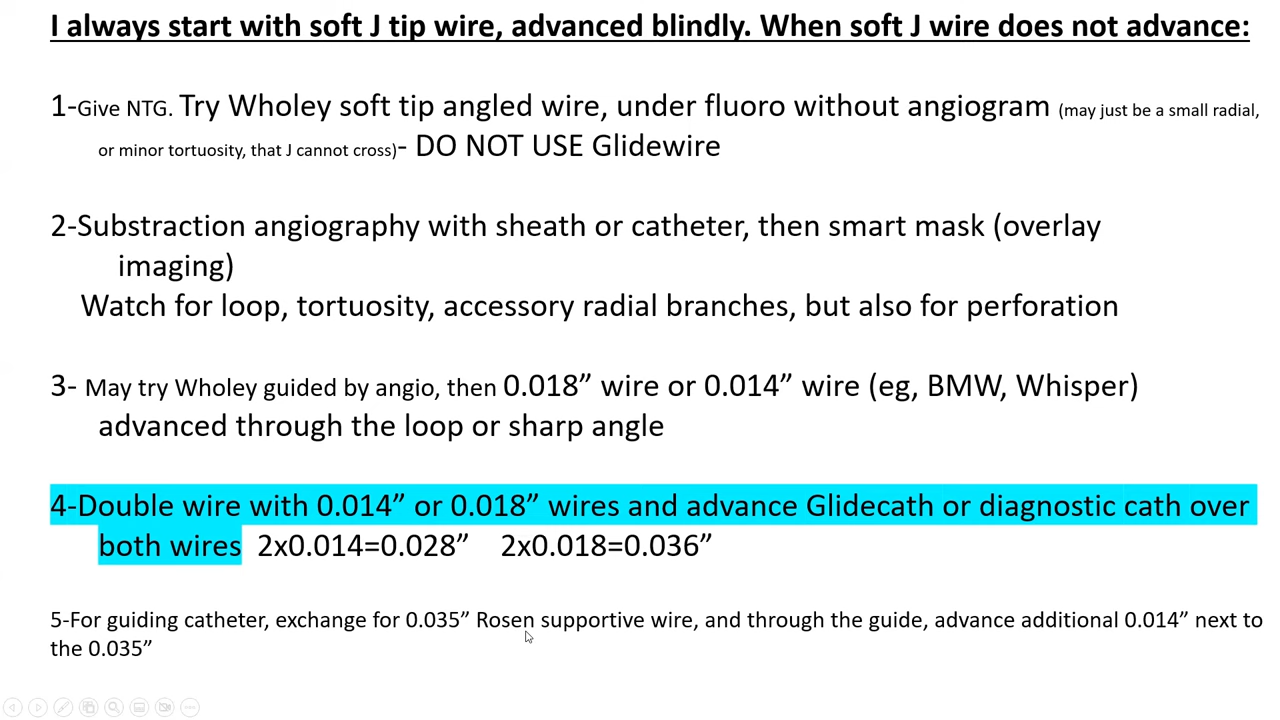 I always start with soft J tip wire, advanced blindly. When soft J wire does not advance:
1-Give NTG. Try Wholey soft tip angled wire, under fluoro without angiogram (may just be a small radial,
or minor tortuosity, that J cannot cross)- DO NOT USE Glidewire
2-Substraction angiography with sheath or catheter, then smart mask (overlay
imaging)
Watch for loop, tortuosity, accessory radial branches, but also for perforation
3- May try Wholey guided by angio, then 0.018” wire or 0.014” wire (eg, BMW, Whisper)
advanced through the loop or sharp angle
4-Double wire with 0.014” or 0.018” wires and advance Glidecath or diagnostic cath over
both wires 2x0.014=0.028” 2x0.018=0.036”
5-For guiding catheter, exchange for 0.035” Rosen supportive wire, and through the guide, advance additional 0.014” next to
the 0.035”